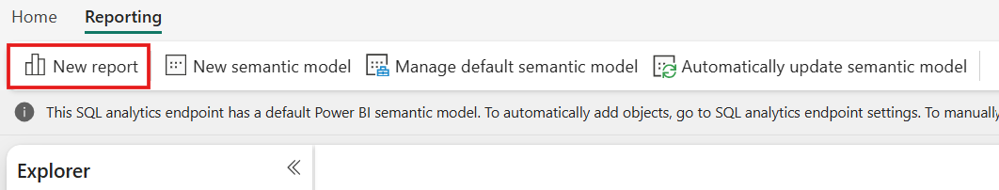 Home Reporting
New report New semantic model Manage default semantic model Automatically update semantic model
This SQL analytics endpoint has a default Power BI semantic model. To automatically add objects, go to SQL analytics endpoint settings. To manually
Explorer